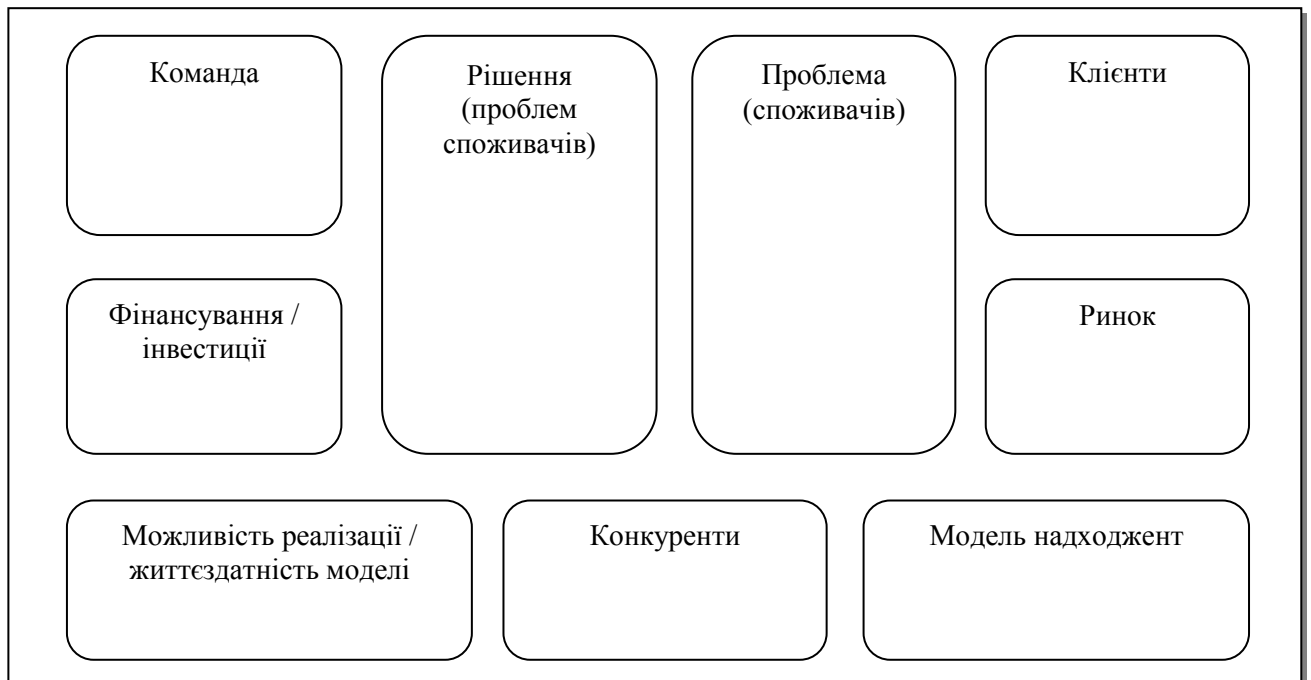 Команда
Рішення
(проблем
споживачів)
Проблема
(споживачів)
Клієнти
Фінансування /
інвестиції
Ринок
Можливість реалізації /
життєздатність моделі
Конкуренти
Модель надходжент